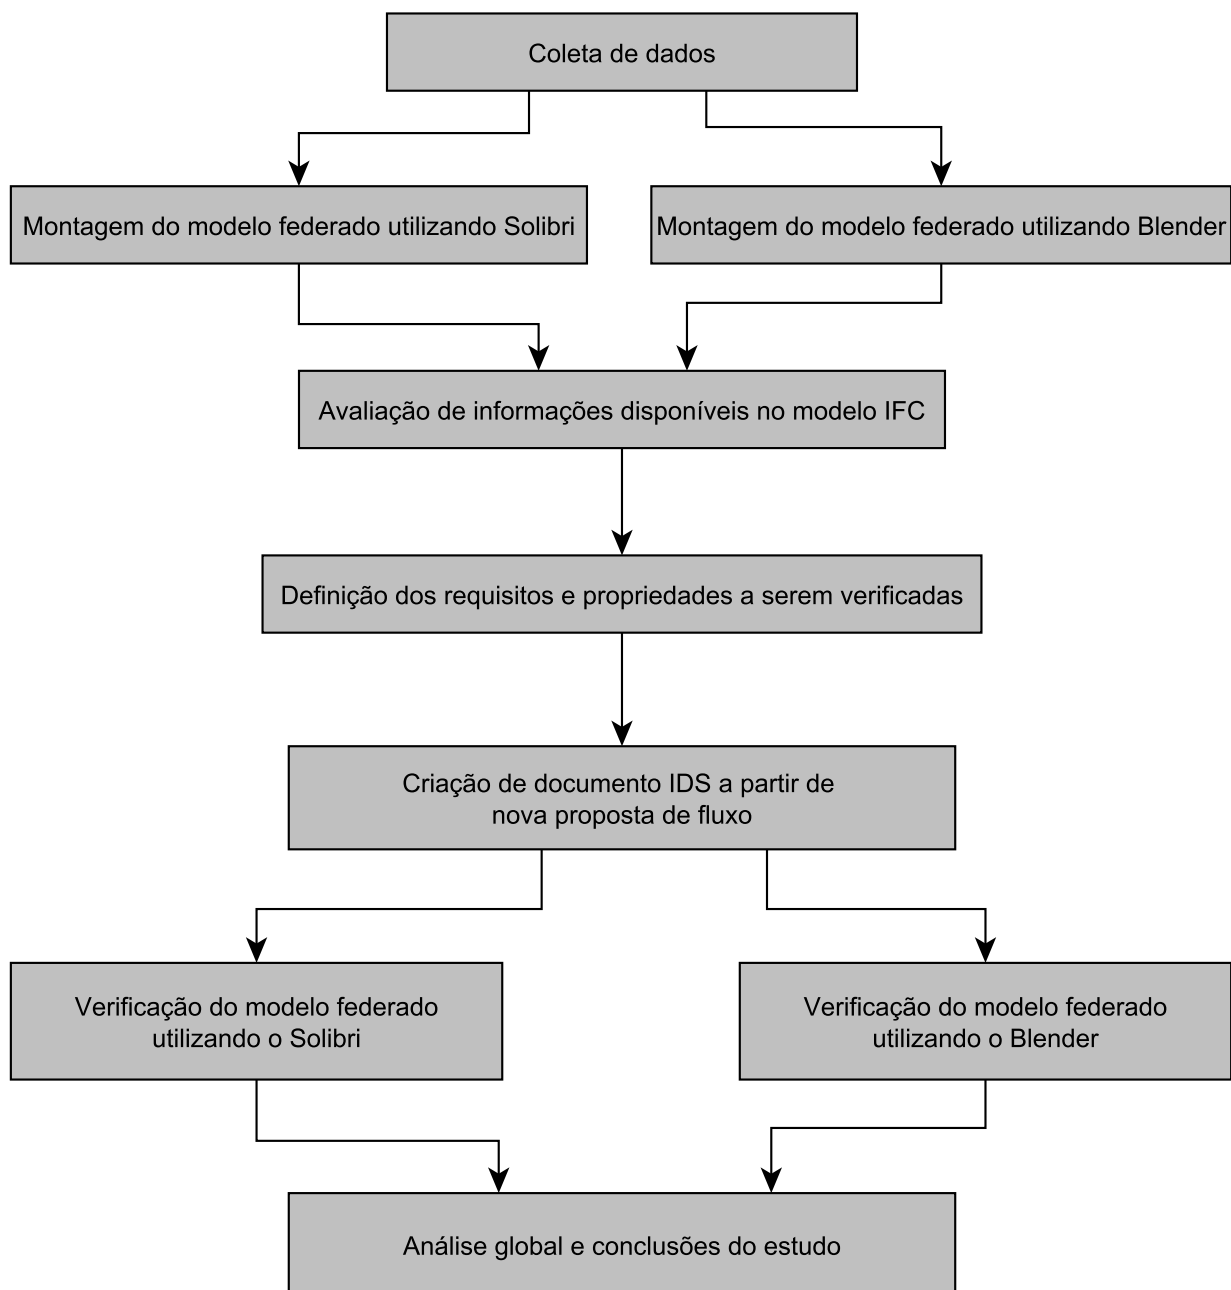 Coleta de dados
Montagem do modelo federado utilizando Solibri
Montagem do modelo federado utilizando Blender
Avaliação de informações disponíveis no modelo IFC
Definição dos requisitos e propriedades a serem verificadas
Criação de documento IDS a partir de
nova proposta de fluxo
Verificação do modelo federado
utilizando o Solibri
Verificação do modelo federado
utilizando o Blender
Análise global e conclusões do estudo